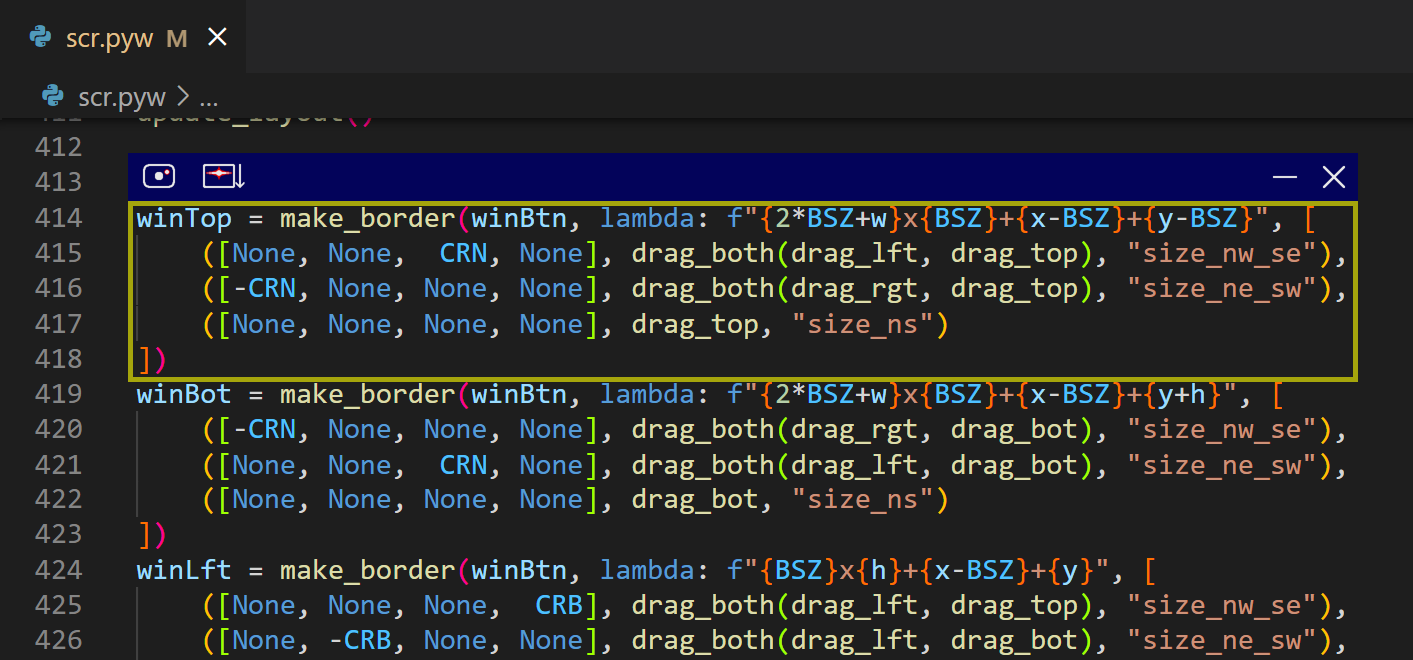 scr.pyw M
scr.pyw > ...
411 update_layout()
412
413
414 winTop = make_border(winBtn, lambda: f"{2*BSZ+w}x{BSZ}+{x-BSZ}+{y-BSZ}", [
415 ([None, None,  CRN, None], drag_both(drag_lft, drag_top), "size_nw_se"),
416 ([-CRN, None, None, None], drag_both(drag_rgt, drag_top), "size_ne_sw"),
417 ([None, None, None, None], drag_top, "size_ns")
418 ])
419 winBot = make_border(winBtn, lambda: f"{2*BSZ+w}x{BSZ}+{x-BSZ}+{y+h}", [
420 ([-CRN, None, None, None], drag_both(drag_rgt, drag_bot), "size_nw_se"),
421 ([None, None,  CRN, None], drag_both(drag_lft, drag_bot), "size_ne_sw"),
422 ([None, None, None, None], drag_bot, "size_ns")
423 ])
424 winLft = make_border(winBtn, lambda: f"{BSZ}x{h}+{x-BSZ}+{y}", [
425 ([None, None, None,  CRB], drag_both(drag_lft, drag_top), "size_nw_se"),
426 ([None, -CRB, None, None], drag_both(drag_lft, drag_bot), "size_ne_sw"),